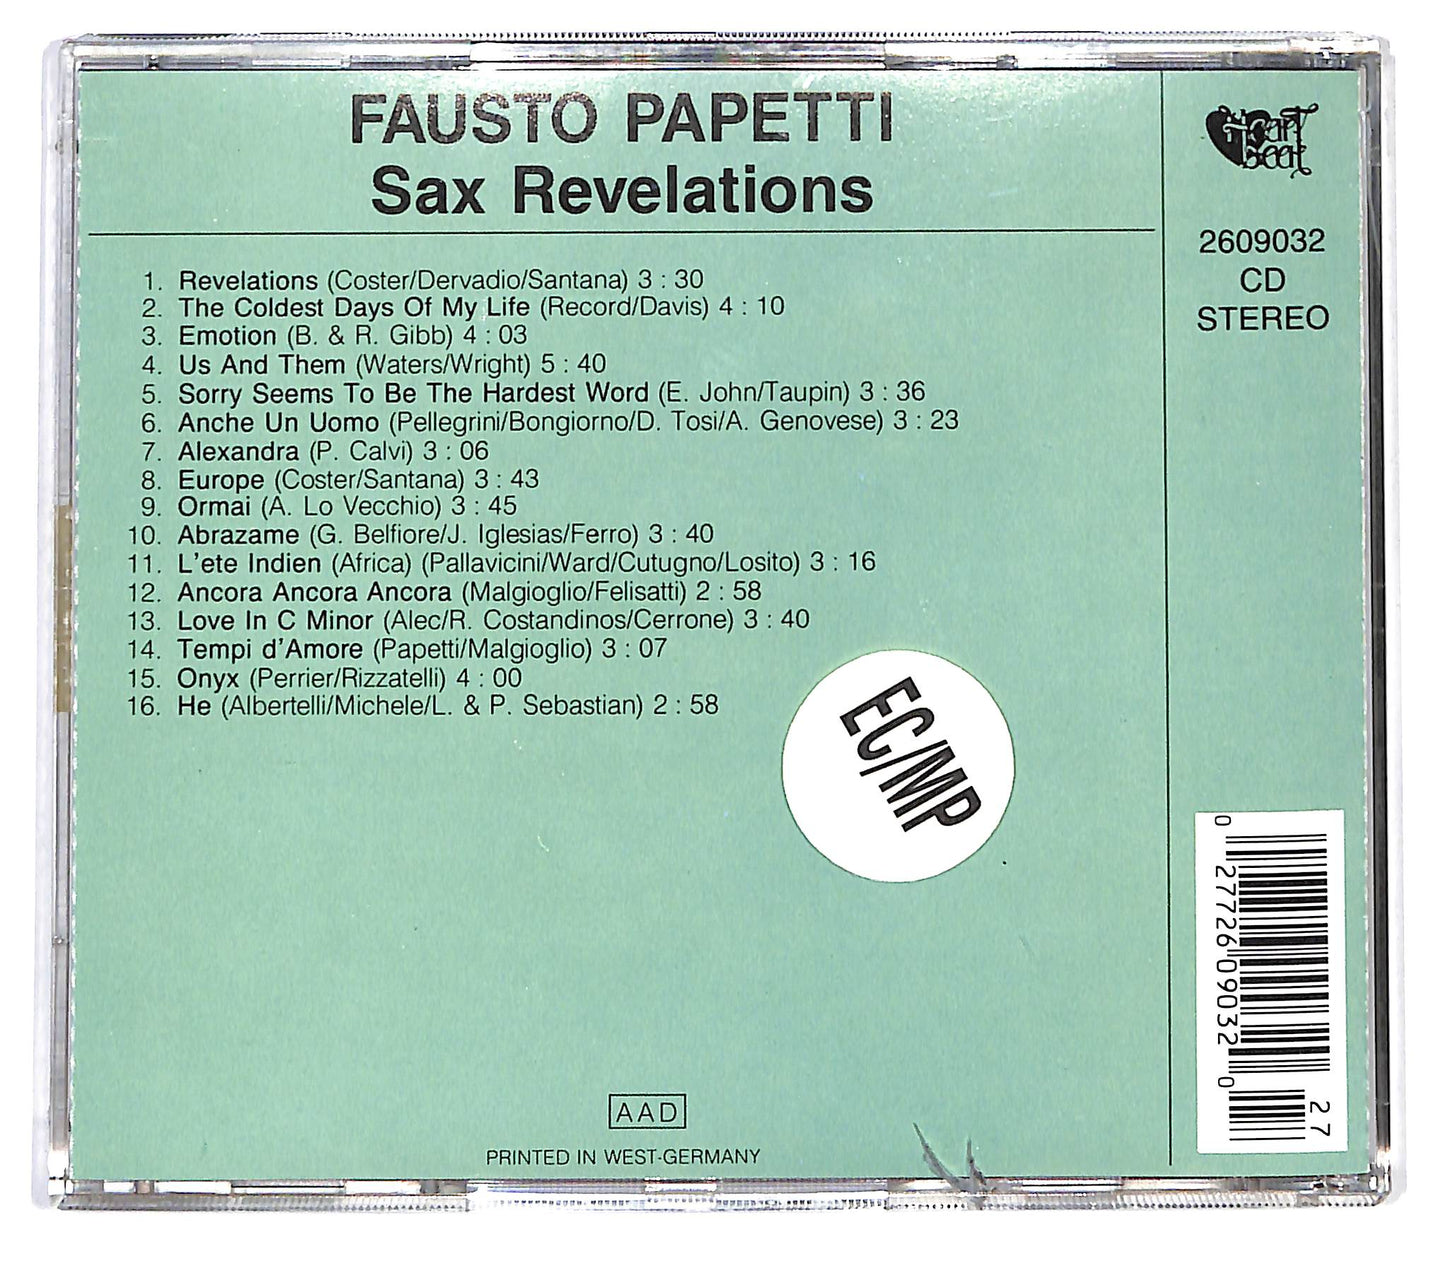 FAUSTO PAPETTI
Sax Revelations
1. Revelations (Coster/Dervadio/Santana) 3 : 30
2. The Coldest Days Of My Life (Record/Davis) 4 : 10
3. Emotion (B. & R. Gibb) 4 : 03
4. Us And Them (Waters/Wright) 5 : 40
5. Sorry Seems To Be The Hardest Word (E. John/Taupin) 3 : 36
6. Anche Un Uomo (Pellegrini/Bongiorno/D. Tosi/A. Genovese) 3 : 23
7. Alexandra (P. Calvi) 3 : 06
8. Europe (Coster/Santana) 3 : 43
9. Ormai (A. Lo Vecchio) 3 : 45
10. Abrazame (G. Belfiore/J. Iglesias/Ferro) 3 : 40
11. L'ete Indien (Africa) (Pallavicini/Ward/Cutugno/Losito) 3 : 16
12. Ancora Ancora Ancora (Malgioglio/Felisatti) 2 : 58
13. Love In C Minor (Alec/R. Costandinos/Cerrone) 3 : 40
14. Tempi d'Amore (Papetti/Malgioglio) 3 : 07
15. Onyx (Perrier/Rizzatelli) 4 : 00
16. He (Albertelli/Michele/L. & P. Sebastian) 2 : 58
EC/MP
AAD
PRINTED IN WEST-GERMANY
Heart
beat
2609032
CD
STEREO
0 27726 09032 0
27